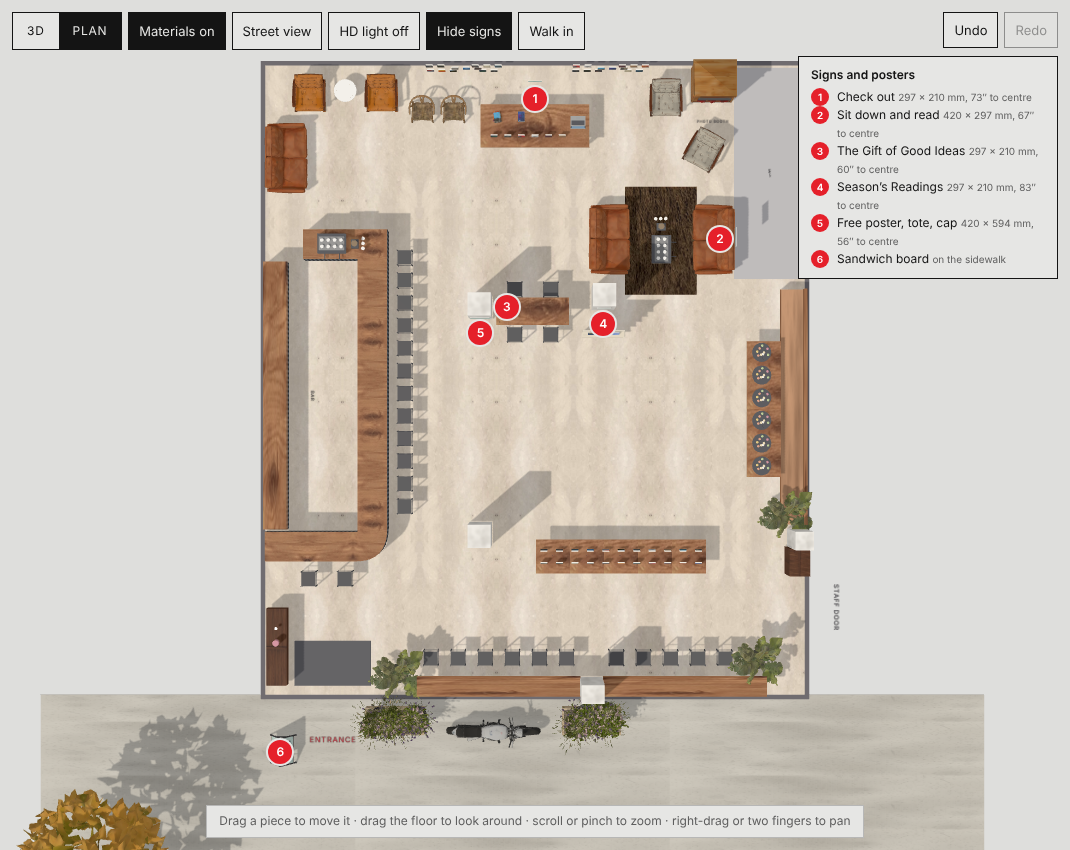 3D PLAN Materials on Street view HD light off Hide signs Walk in Undo Redo
Signs and posters
1 Check out 297 × 210 mm, 73″ to centre
2 Sit down and read 420 × 297 mm, 67″
to centre
3 The Gift of Good Ideas 297 × 210 mm,
60″ to centre
4 Season’s Readings 297 × 210 mm, 83″
to centre
5 Free poster, tote, cap 420 × 594 mm,
56″ to centre
6 Sandwich board on the sidewalk
1
2
3
4
5
BAR
STAFF DOOR
6
ENTRANCE
Drag a piece to move it · drag the floor to look around · scroll or pinch to zoom · right-drag or two fingers to pan